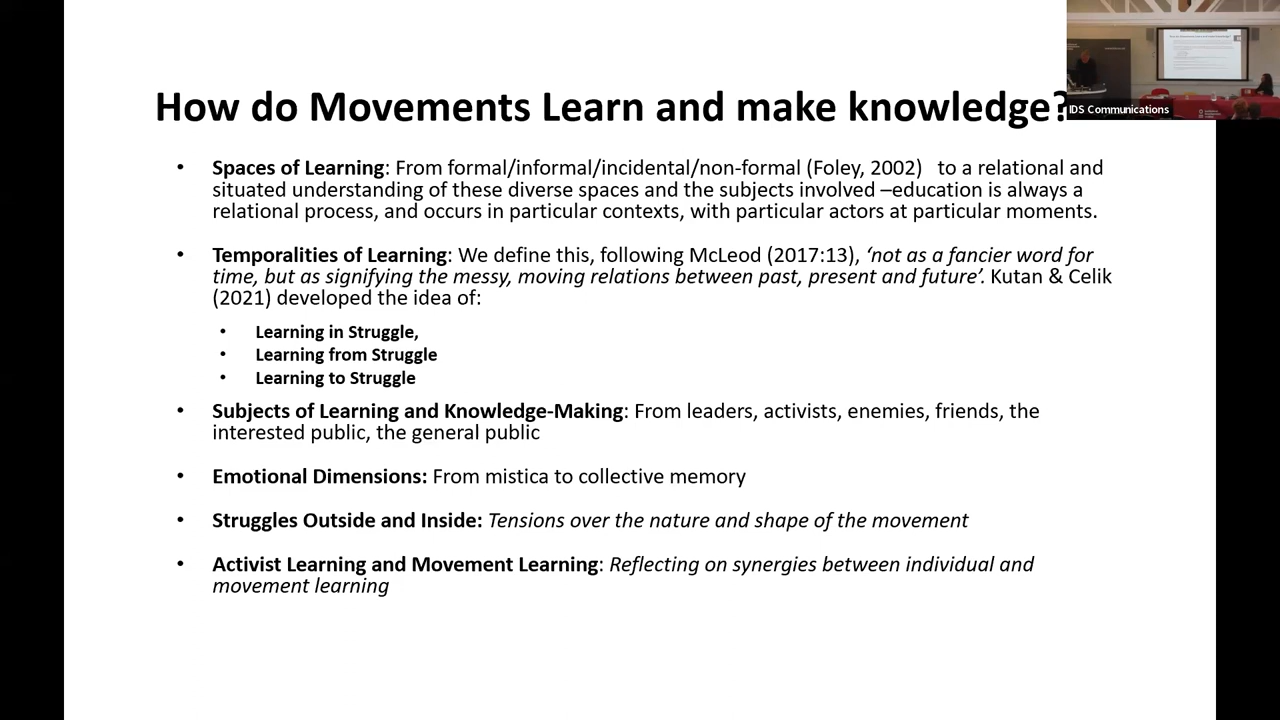 How do Movements Learn and make knowledge?
IDS Communications
• Spaces of Learning: From formal/informal/incidental/non-formal (Foley, 2002) to a relational and
situated understanding of these diverse spaces and the subjects involved –education is always a
relational process, and occurs in particular contexts, with particular actors at particular moments.
• Temporalities of Learning: We define this, following McLeod (2017:13), ‘not as a fancier word for
time, but as signifying the messy, moving relations between past, present and future’. Kutan & Celik
(2021) developed the idea of:
• Learning in Struggle,
• Learning from Struggle
• Learning to Struggle
• Subjects of Learning and Knowledge-Making: From leaders, activists, enemies, friends, the
interested public, the general public
• Emotional Dimensions: From mistica to collective memory
• Struggles Outside and Inside: Tensions over the nature and shape of the movement
• Activist Learning and Movement Learning: Reflecting on synergies between individual and
movement learning